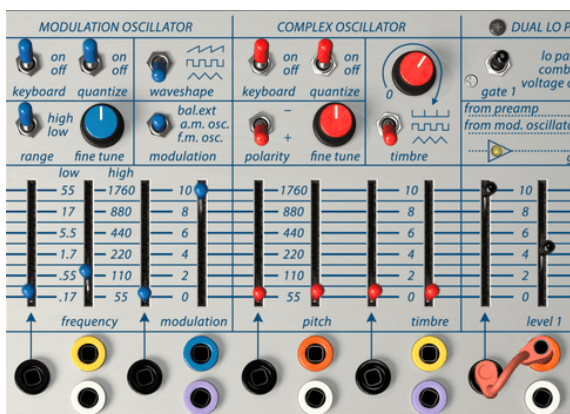 MODULATION OSCILLATOR
COMPLEX OSCILLATOR
DUAL LO P
on
off
on
off
keyboard
quantize
waveshape
on
off
on
off
keyboard
quantize
0
gate 1
lo pa
comb
voltage
high
low
range
fine tune
bal.ext
a.m. osc.
f.m. osc.
modulation
−
+
polarity
fine tune
timbre
from preamp
from mod. oscillator
low
high
55 1760 10 1760 10 10
17 880 8 880 8 8
5.5 440 6 440 6 6
1.7 220 4 220 4 4
.55 110 2 110 2 2
.17 55 0 55 0 0
frequency
modulation
pitch
timbre
level 1